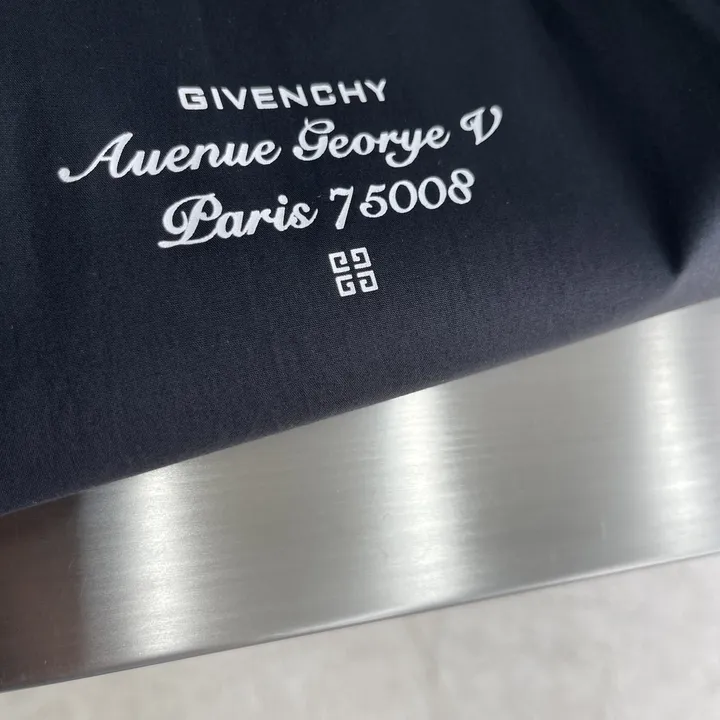 GIVENCHY
Auenue Georye V
Paris 75008